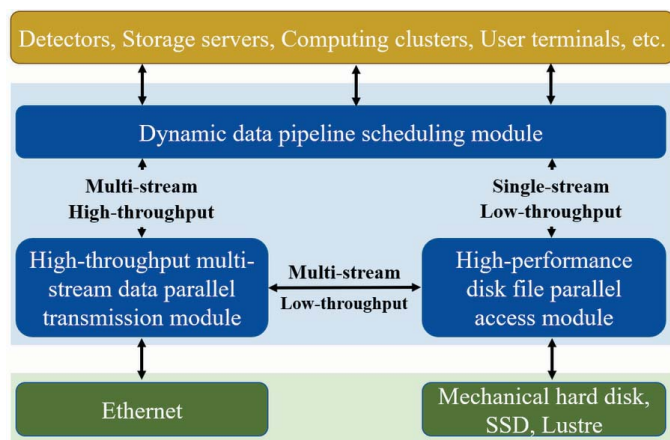 Detectors, Storage servers, Computing clusters, User terminals, etc.
Dynamic data pipeline scheduling module
Multi-stream
High-throughput
Single-stream
Low-throughput
High-throughput multi-
stream data parallel
transmission module
Multi-stream
Low-throughput
High-performance
disk file parallel
access module
Ethernet
Mechanical hard disk,
SSD, Lustre